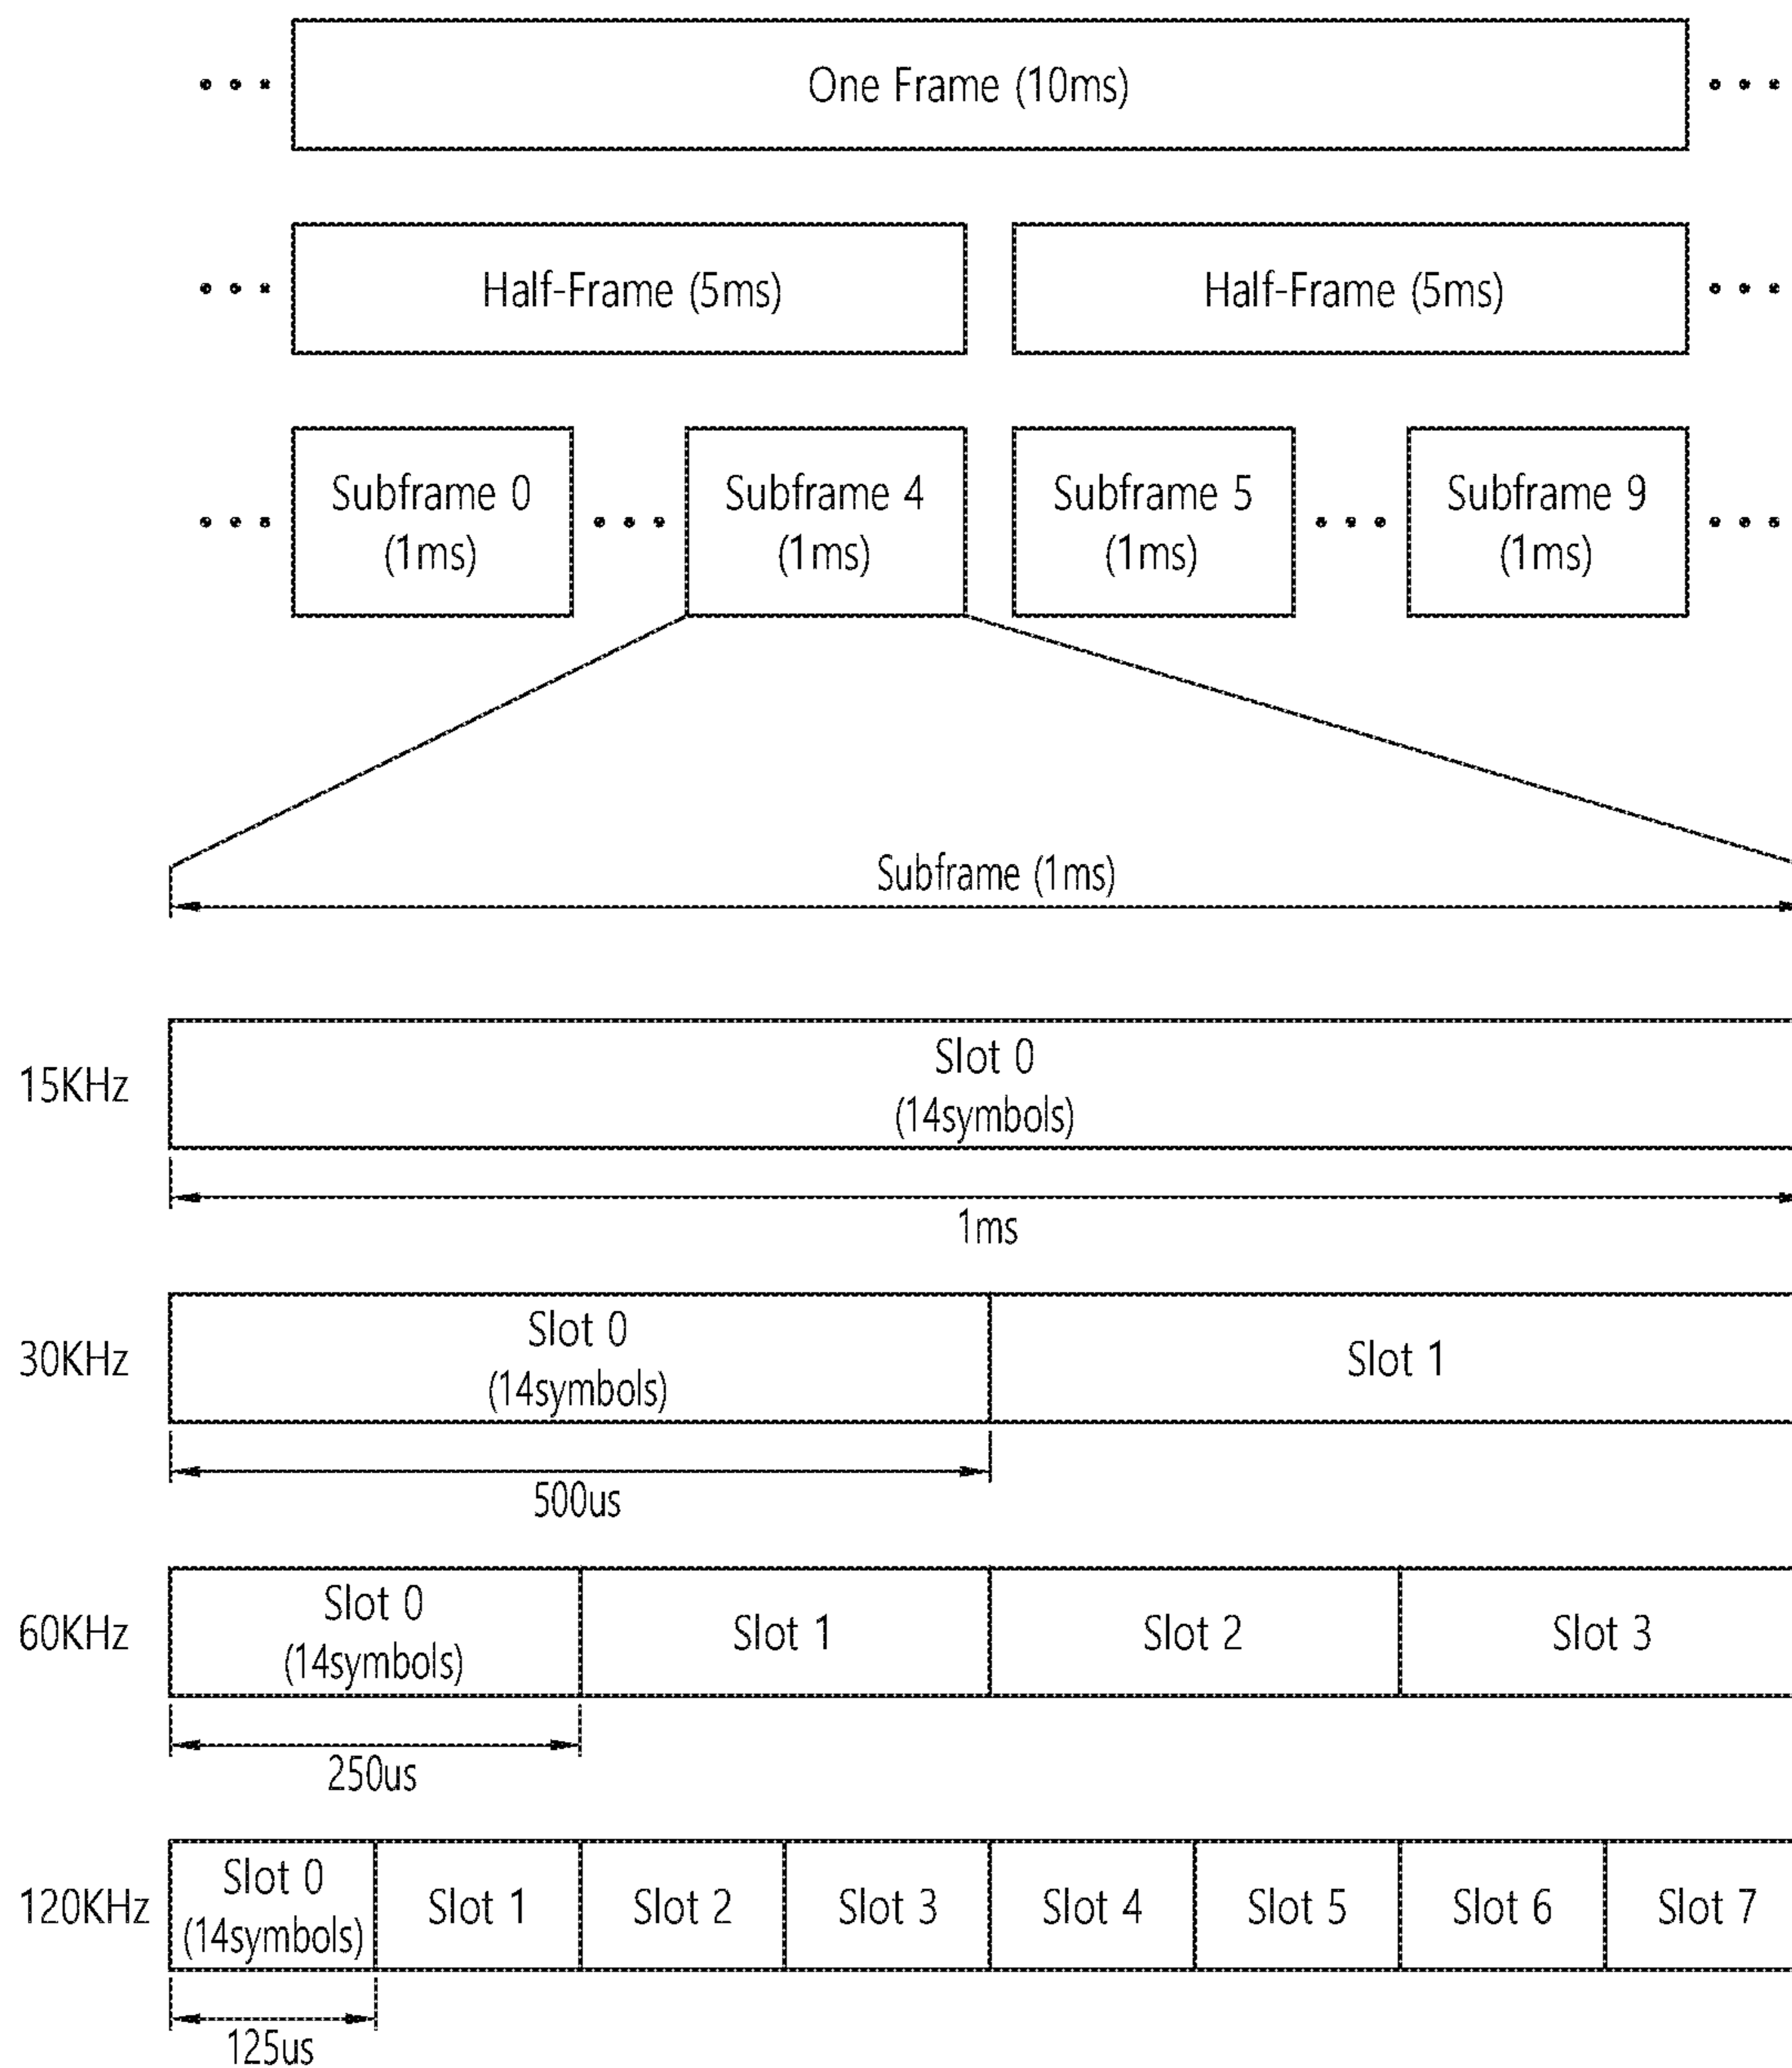 One Frame (10ms)
Half-Frame (5ms)
Half-Frame (5ms)
Subframe 0
(1ms)
Subframe 4
(1ms)
Subframe 5
(1ms)
Subframe 9
(1ms)
Subframe (1ms)
15KHz
Slot 0
(14symbols)
1ms
30KHz
Slot 0
(14symbols)
Slot 1
500us
60KHz
Slot 0
(14symbols)
Slot 1
Slot 2
Slot 3
250us
120KHz
Slot 0
(14symbols)
Slot 1
Slot 2
Slot 3
Slot 4
Slot 5
Slot 6
Slot 7
125us